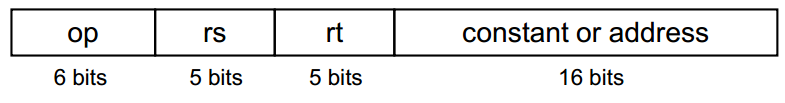 op rs rt constant or address
6 bits 5 bits 5 bits 16 bits